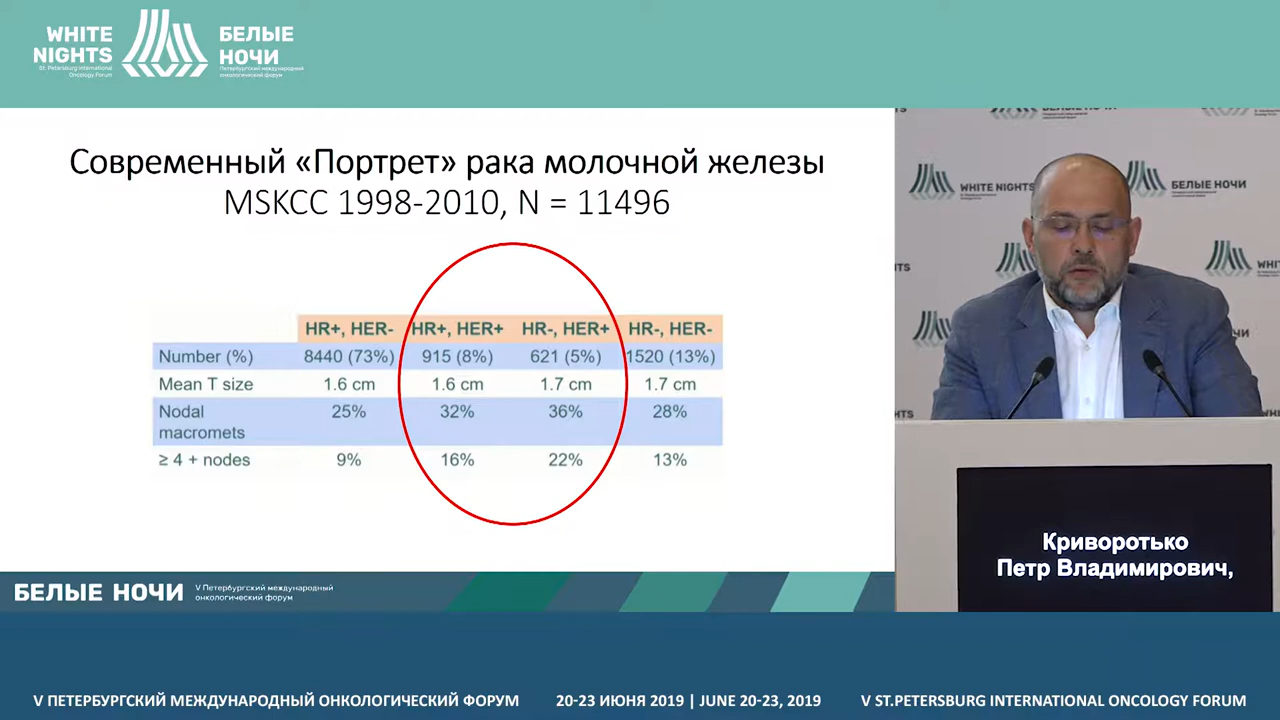 WHITE NIGHTS
St. Petersburg International
Oncology Forum
БЕЛЫЕ НОЧИ
Петербургский международный
онкологический форум
Современный «Портрет» рака молочной железы
MSKCC 1998-2010, N = 11496
HR+, HER- HR+, HER+ HR-, HER+ HR-, HER-
Number (%) 8440 (73%) 915 (8%) 621 (5%) 1520 (13%)
Mean T size 1.6 cm 1.6 cm 1.7 cm 1.7 cm
Nodal macromets 25% 32% 36% 28%
≥ 4 + nodes 9% 16% 22% 13%
WHITE NIGHTS
БЕЛЫЕ НОЧИ
Криворотько
Петр Владимирович,
БЕЛЫЕ НОЧИ
V Петербургский международный
онкологический форум
V ПЕТЕРБУРГСКИЙ МЕЖДУНАРОДНЫЙ ОНКОЛОГИЧЕСКИЙ ФОРУМ 20-23 ИЮНЯ 2019 | JUNE 20-23, 2019 V ST.PETERSBURG INTERNATIONAL ONCOLOGY FORUM